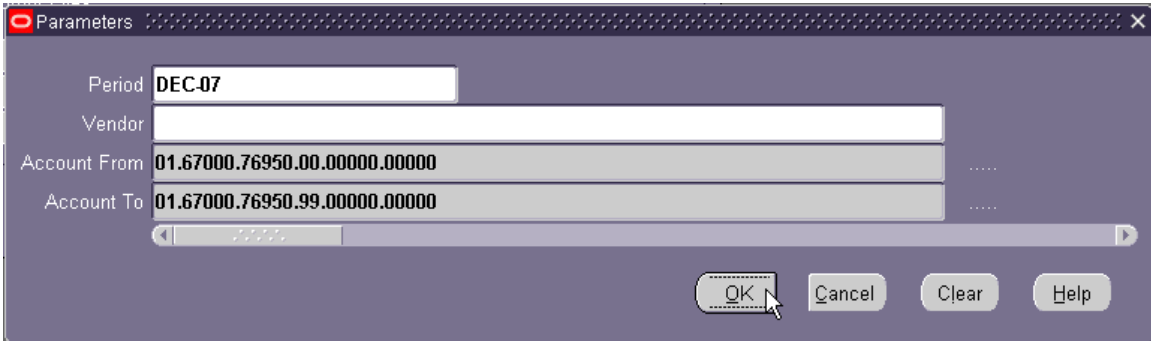 Parameters
Period DEC-07
Vendor
Account From 01.67000.76950.00.00000.00000
Account To 01.67000.76950.99.00000.00000
OK Cancel Clear Help